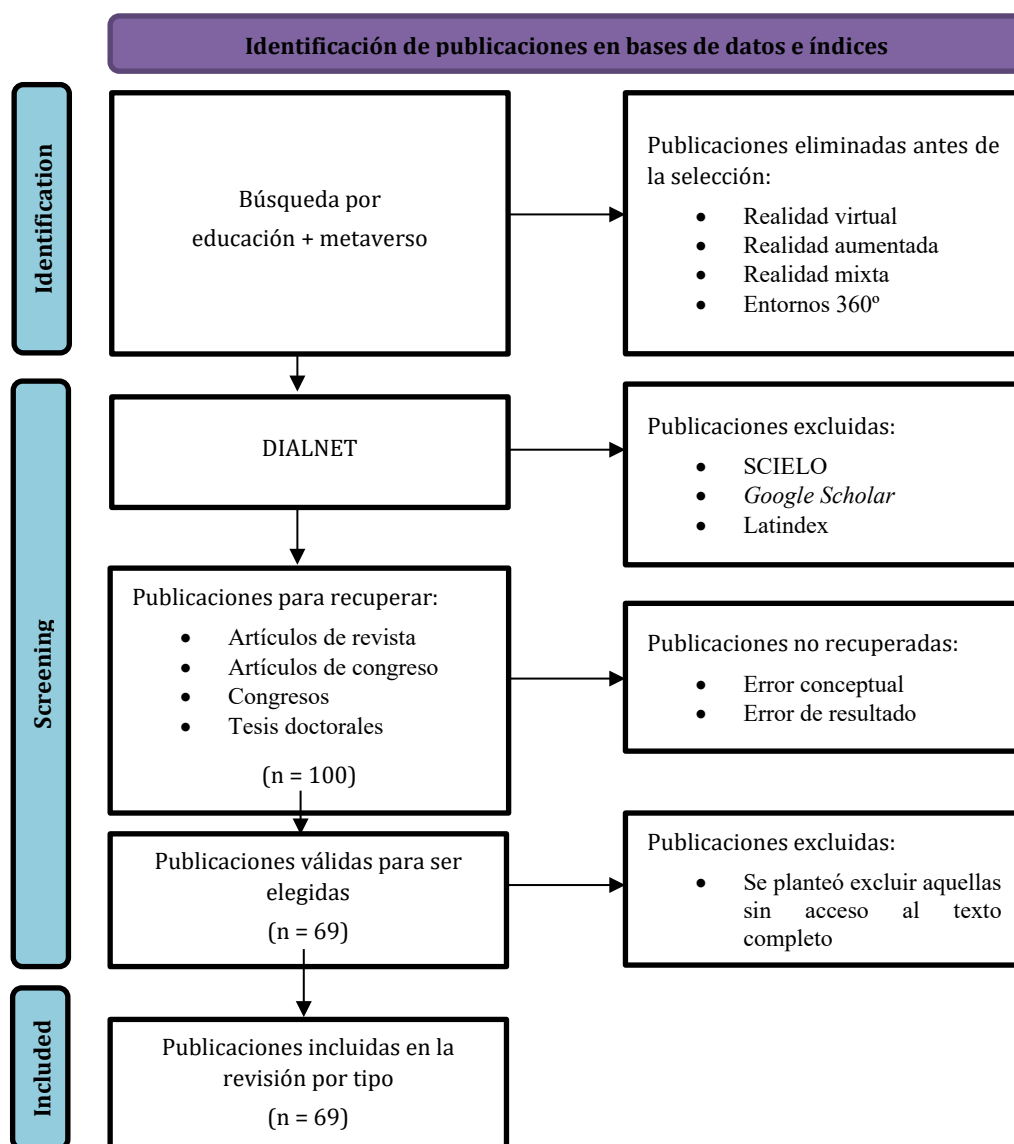 Identificación de publicaciones en bases de datos e índices
Identification
Búsqueda por
educación + metaverso
Publicaciones eliminadas antes de
la selección:
• Realidad virtual
• Realidad aumentada
• Realidad mixta
• Entornos 360º
Screening
DIALNET
Publicaciones excluidas:
• SCIELO
• Google Scholar
• Latindex
Publicaciones para recuperar:
• Artículos de revista
• Artículos de congreso
• Congresos
• Tesis doctorales
(n = 100)
Publicaciones no recuperadas:
• Error conceptual
• Error de resultado
Publicaciones válidas para ser
elegidas
(n = 69)
Publicaciones excluidas:
• Se planteó excluir aquellas
sin acceso al texto
completo
Included
Publicaciones incluidas en la
revisión por tipo
(n = 69)